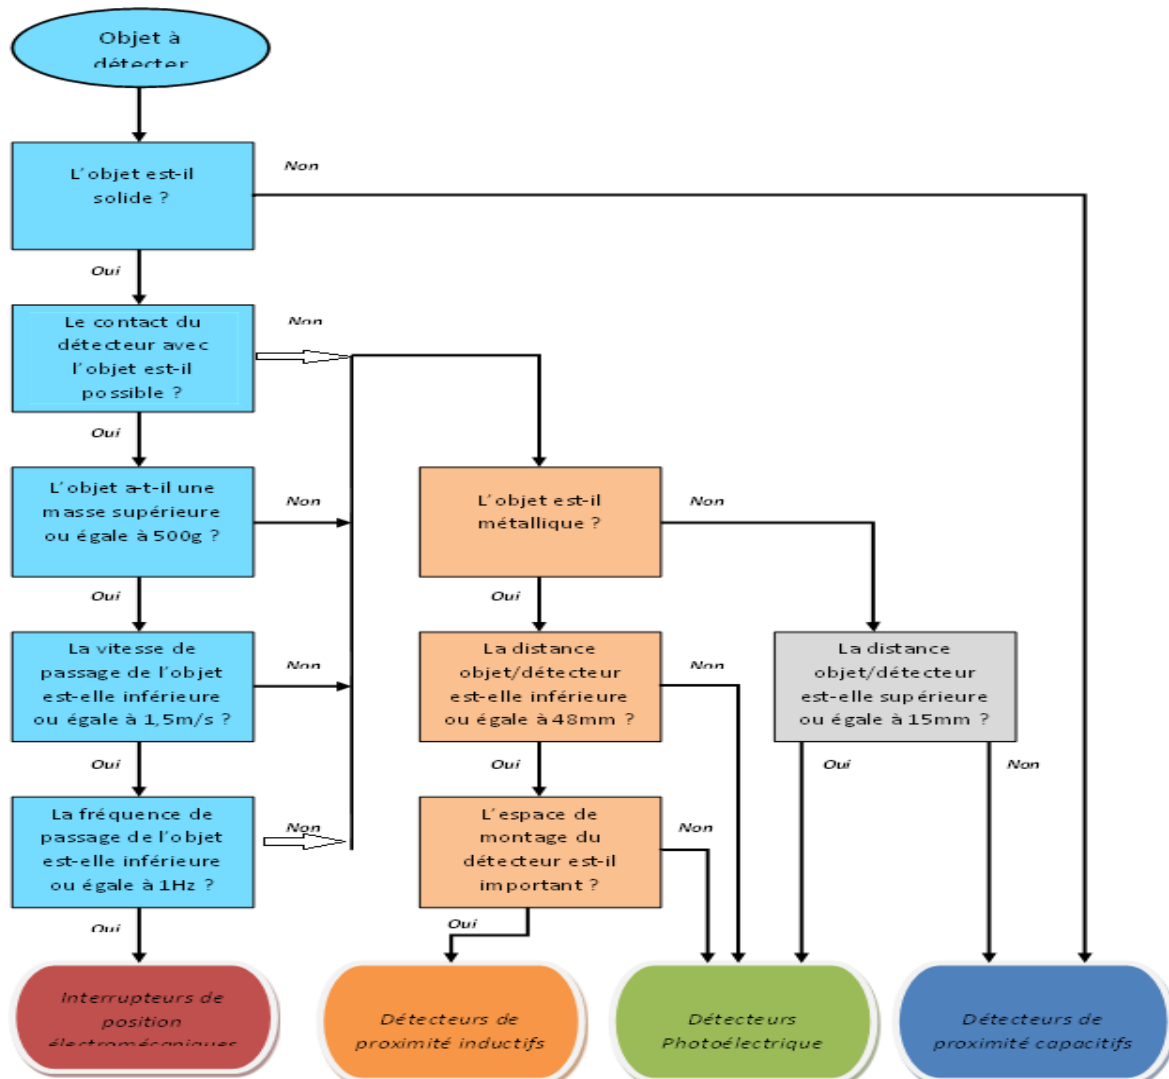 Objet à
détecter
L'objet est-il
solide ?
Non
Oui
Le contact du
détecteur avec
l'objet est-il
possible ?
Non
Oui
L'objet a-t-il une
masse supérieure
ou égale à 500g ?
Non
Oui
La vitesse de
passage de l'objet
est-elle inférieure
ou égale à 1,5m/s ?
Non
Oui
La fréquence de
passage de l'objet
est-elle inférieure
ou égale à 1Hz ?
Non
Oui
L'objet est-il
métallique ?
Non
Oui
La distance
objet/détecteur
est-elle inférieure
ou égale à 48mm ?
Non
Oui
L'espace de
montage du
détecteur est-il
important ?
Non
Oui
La distance
objet/détecteur
est-elle supérieure
ou égale à 15mm ?
Oui
Non
Interrupteurs de
position
électromécaniques
Détecteurs de
proximité inductifs
Détecteurs
Photoélectrique
Détecteurs de
proximité capacitifs